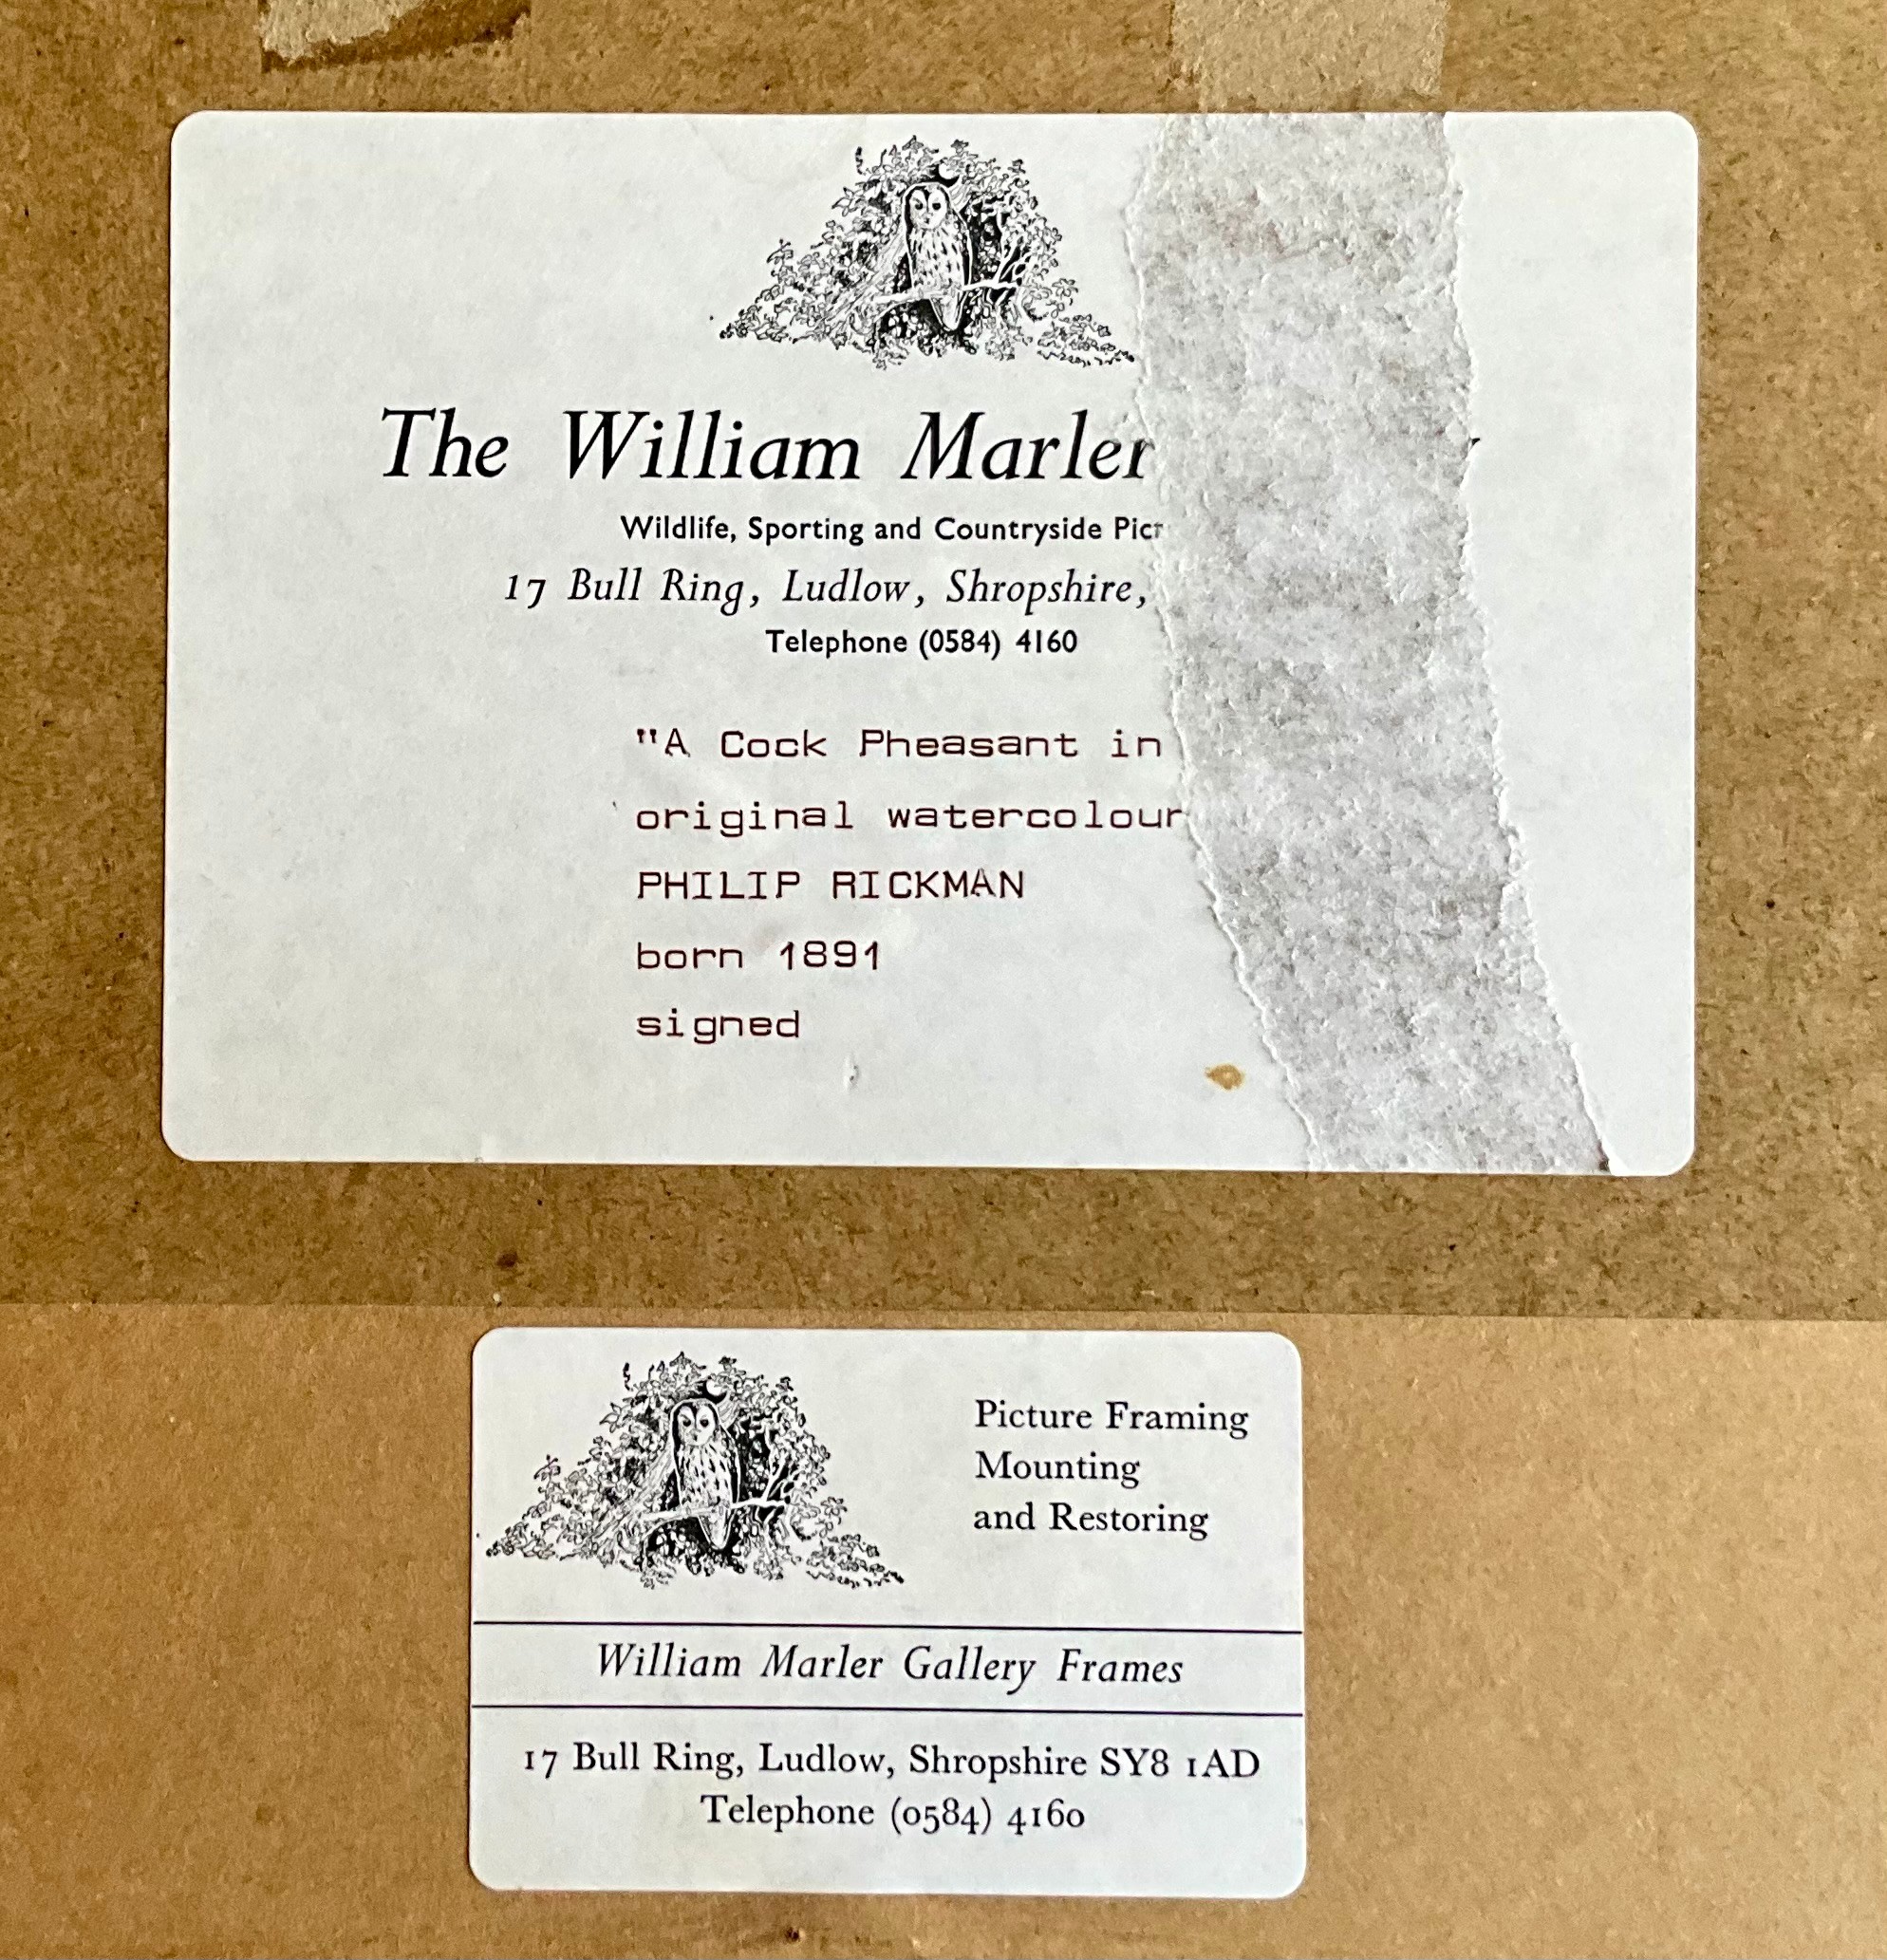 The William Marler
Wildlife, Sporting and Countryside
17 Bull Ring, Ludlow, Shropshire,
Telephone (0584) 4160
"A Cock Pheasant in
original watercolour
PHILIP RICKMAN
born 1891
signed
Picture Framing
Mounting
and Restoring
William Marler Gallery Frames
17 Bull Ring, Ludlow, Shropshire SY8 1AD
Telephone (0584) 4160